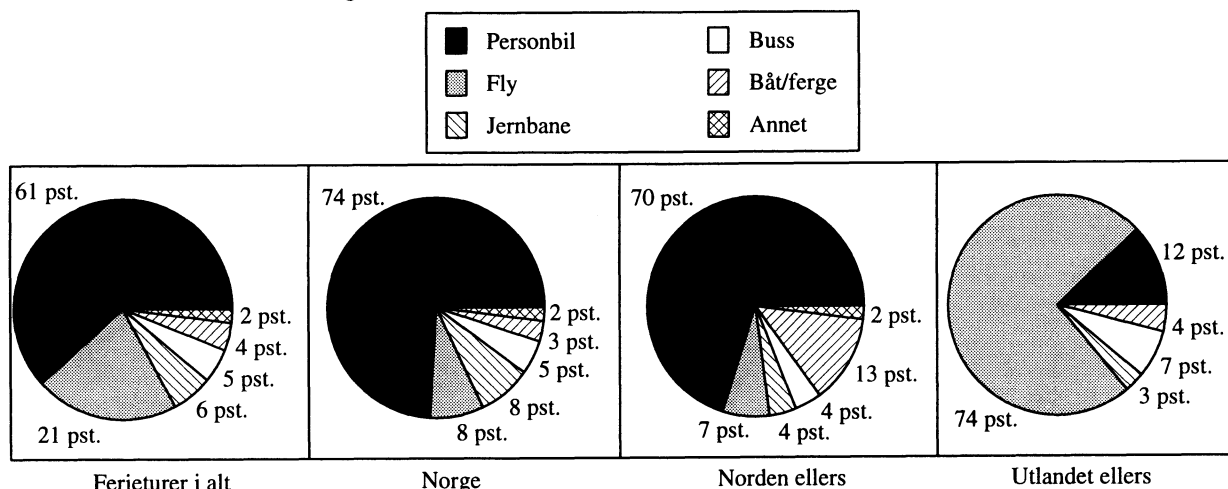 Personbil
Buss
Fly
Båt/ferge
Jernbane
Annet
61 pst.
2 pst.
4 pst.
5 pst.
6 pst.
21 pst.
74 pst.
2 pst.
3 pst.
5 pst.
8 pst.
8 pst.
70 pst.
2 pst.
13 pst.
4 pst.
4 pst.
7 pst.
12 pst.
4 pst.
7 pst.
3 pst.
74 pst.
Ferieturer i alt
Norge
Norden ellers
Utlandet ellers